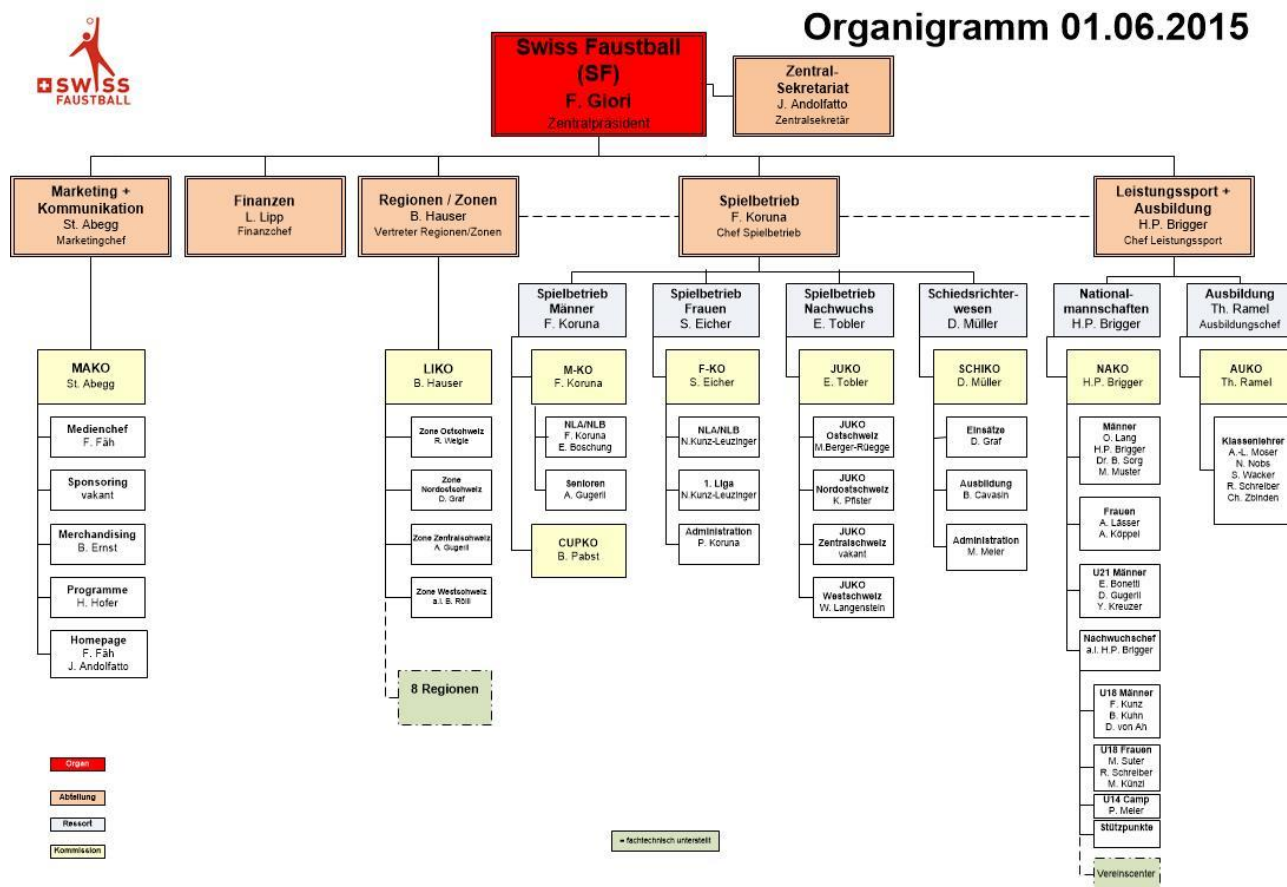 Organigramm 01.06.2015
SWISS
FAUSTBALL
Swiss Faustball
(SF)
F. Giori
Zentralpräsident
Zentral-
Sekretariat
J. Andolfatto
Zentralsekretär
Marketing +
Kommunikation
St. Abegg
Marketingchef
Finanzen
L. Lipp
Finanzchef
Regionen / Zonen
B. Hauser
Vertreter Regionen/Zonen
Spielbetrieb
F. Koruna
Chef Spielbetrieb
Leistungssport +
Ausbildung
H.P. Brigger
Chef Leistungssport
Spielbetrieb
Männer
F. Koruna
Spielbetrieb
Frauen
S. Eicher
Spielbetrieb
Nachwuchs
E. Tobler
Schiedsrichter-
wesen
D. Müller
National-
mannschaften
H.P. Brigger
Ausbildung
Th. Ramel
Ausbildungschef
MAKO
St. Abegg
LIKO
B. Hauser
M-KO
F. Koruna
F-KO
S. Eicher
JUKO
E. Tobler
SCHIKO
D. Müller
NAKO
H.P. Brigger
AUKO
Th. Ramel
Medienchef
F. Fäh
Sponsoring
vakant
Merchandising
B. Ernst
Programme
H. Hofer
Homepage
F. Fäh
J. Andolfatto
Zone Ostschweiz
R. Weigle
Zone
Nordostschweiz
D. Graf
Zone Zentralschweiz
A. Gugerli
Zone Westschweiz
a.i. B. Rölli
8 Regionen
NLA/NLB
F. Koruna
E. Boschung
Senioren
A. Gugerli
CUPKO
B. Pabst
NLA/NLB
N.Kunz-Leuzinger
1. Liga
N.Kunz-Leuzinger
Administration
P. Koruna
JUKO
Ostschweiz
M.Berger-Rüegge
JUKO
Nordostschweiz
K. Pfister
JUKO
Zentralschweiz
vakant
JUKO
Westschweiz
W. Langenstein
Einsätze
D. Graf
Ausbildung
B. Cavasin
Administration
M. Meier
Männer
O. Lang
H.P. Brigger
Dr. B. Sorg
M. Muster
Frauen
A. Lässer
A. Köppel
U21 Männer
E. Bonetti
D. Gugerli
Y. Kreuzer
Nachwuchschef
a.i. H.P. Brigger
U18 Männer
F. Kunz
B. Kuhn
D. von Ah
U18 Frauen
M. Suter
R. Schreiber
M. Künzi
U14 Camp
P. Meier
Stützpunkte
Vereinscenter
Klassenlehrer
A.-L. Moser
N. Nobs
S. Wacker
R. Schreiber
Ch. Zbinden
Organ
Abteilung
Ressort
Kommission
= fachtechnisch unterstellt